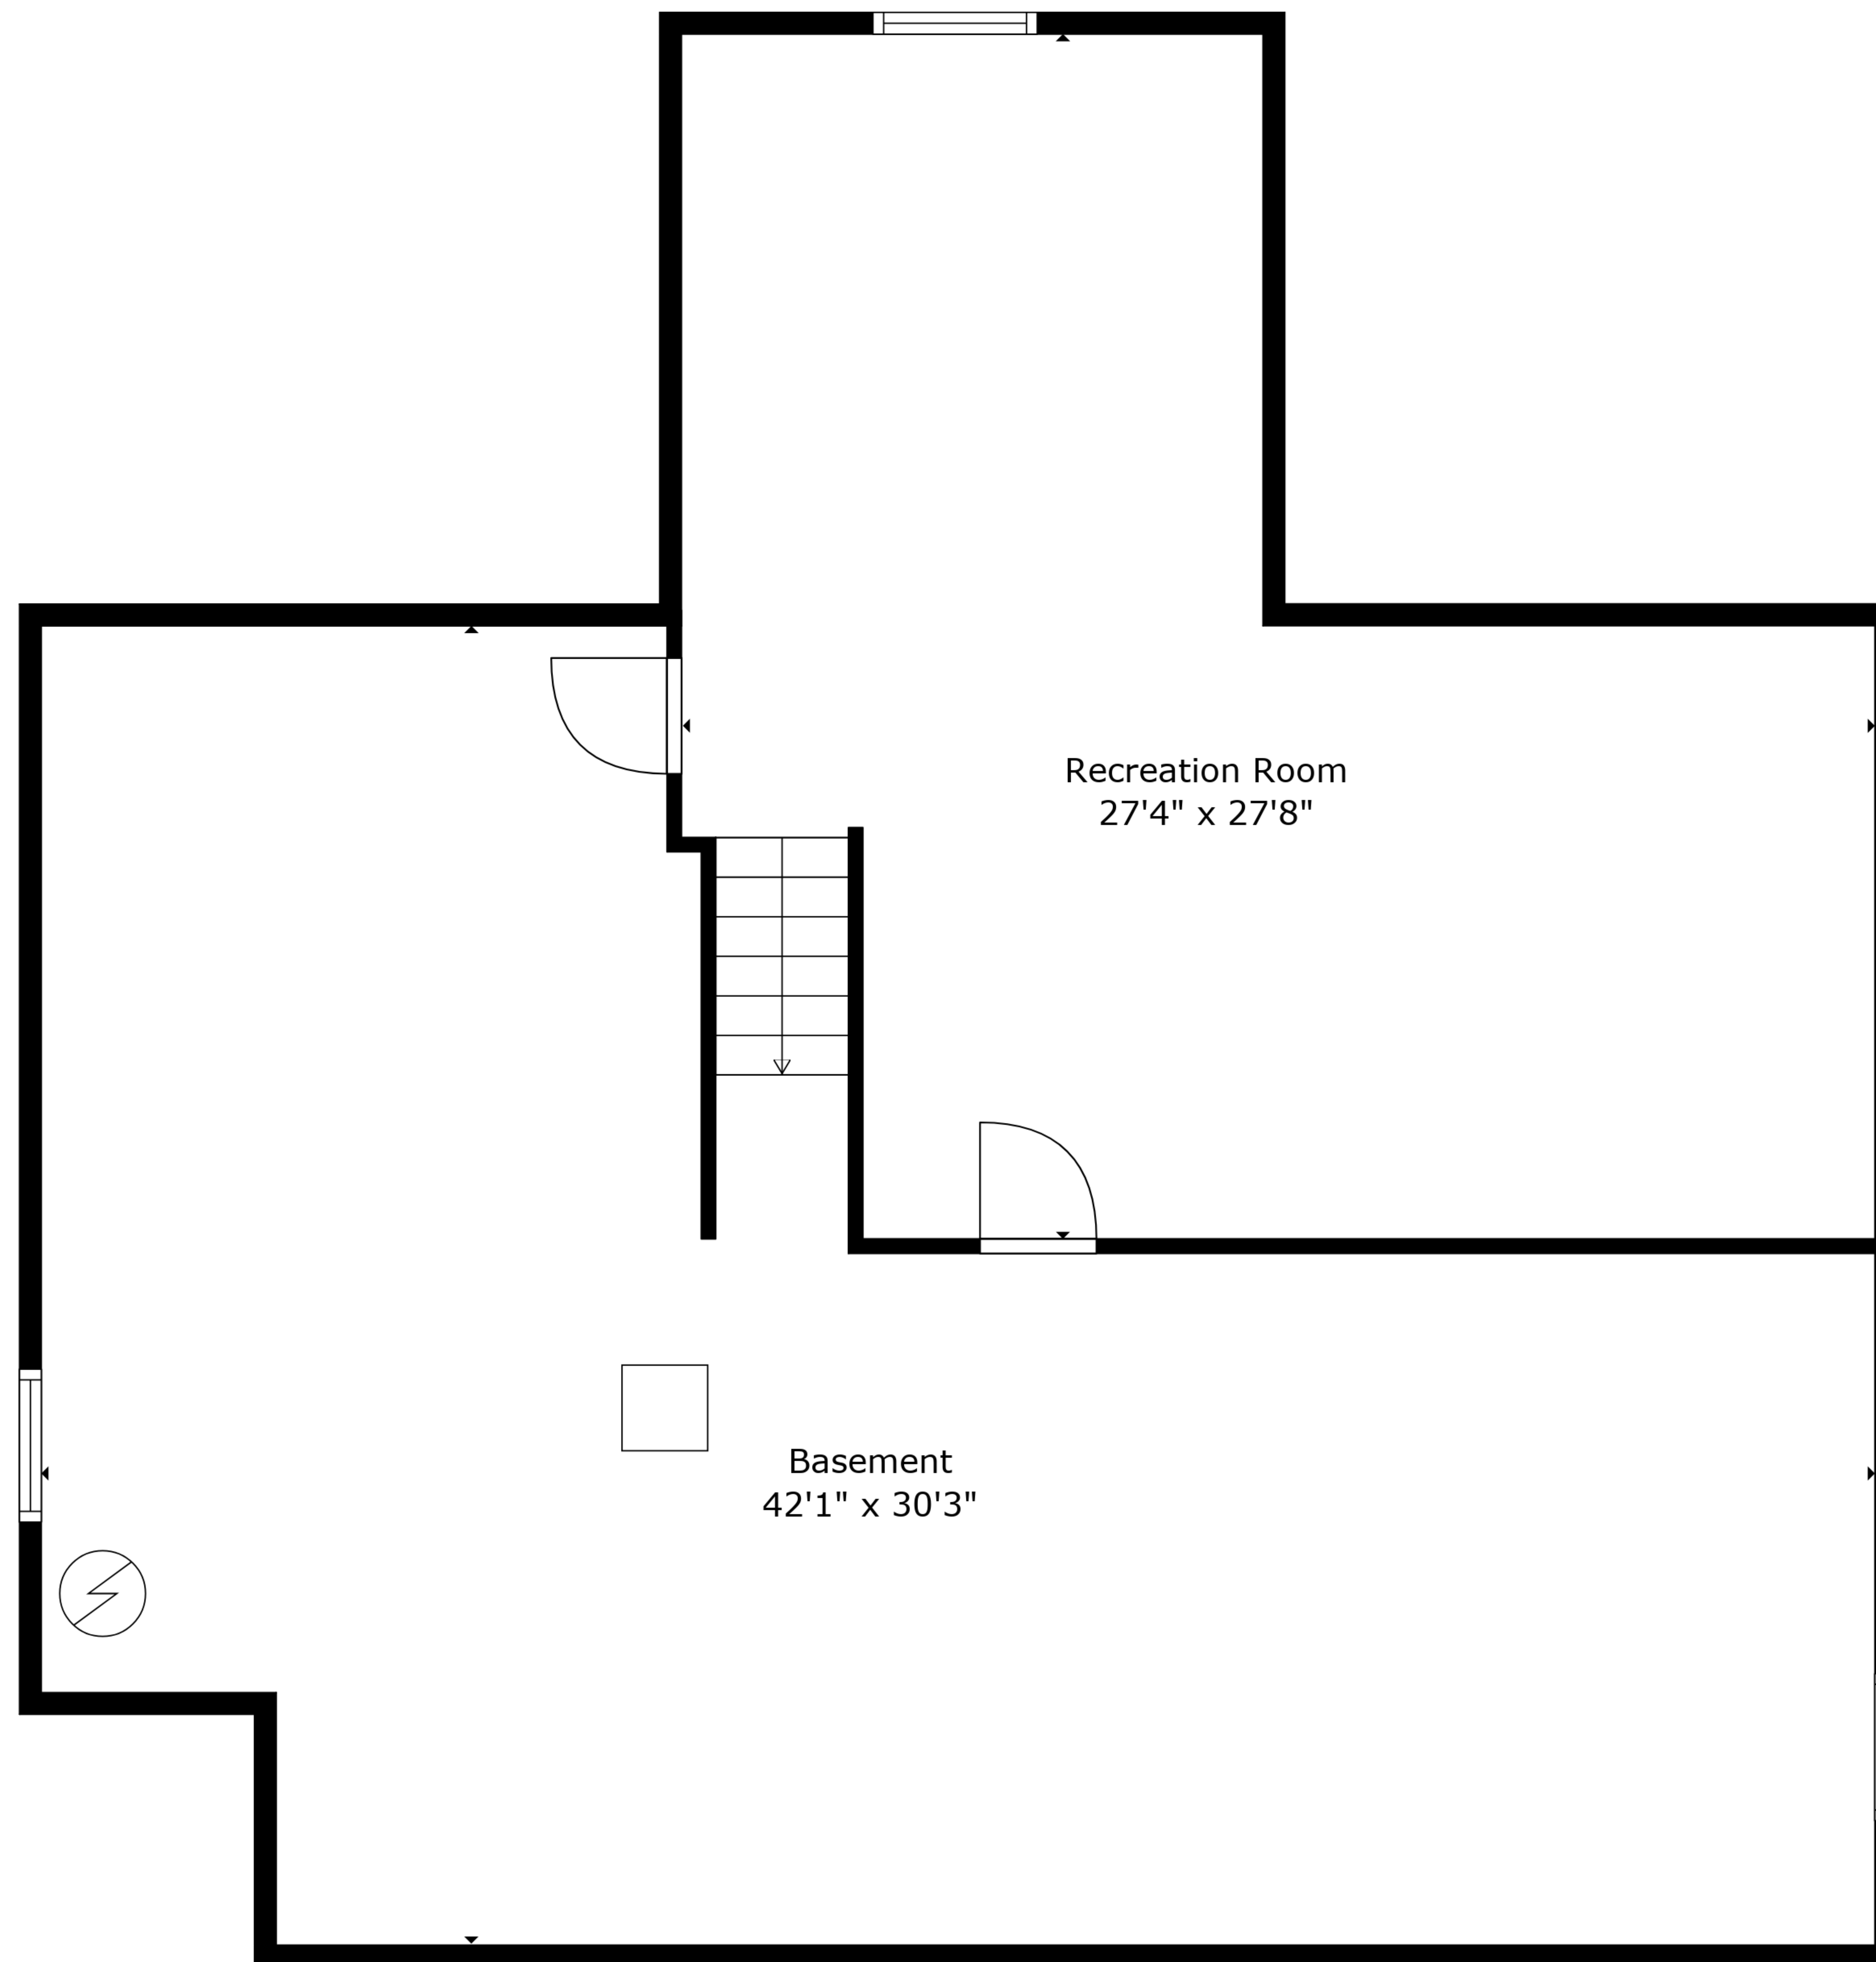 Recreation Room
27'4" x 27'8"
Basement
42'1" x 30'3"